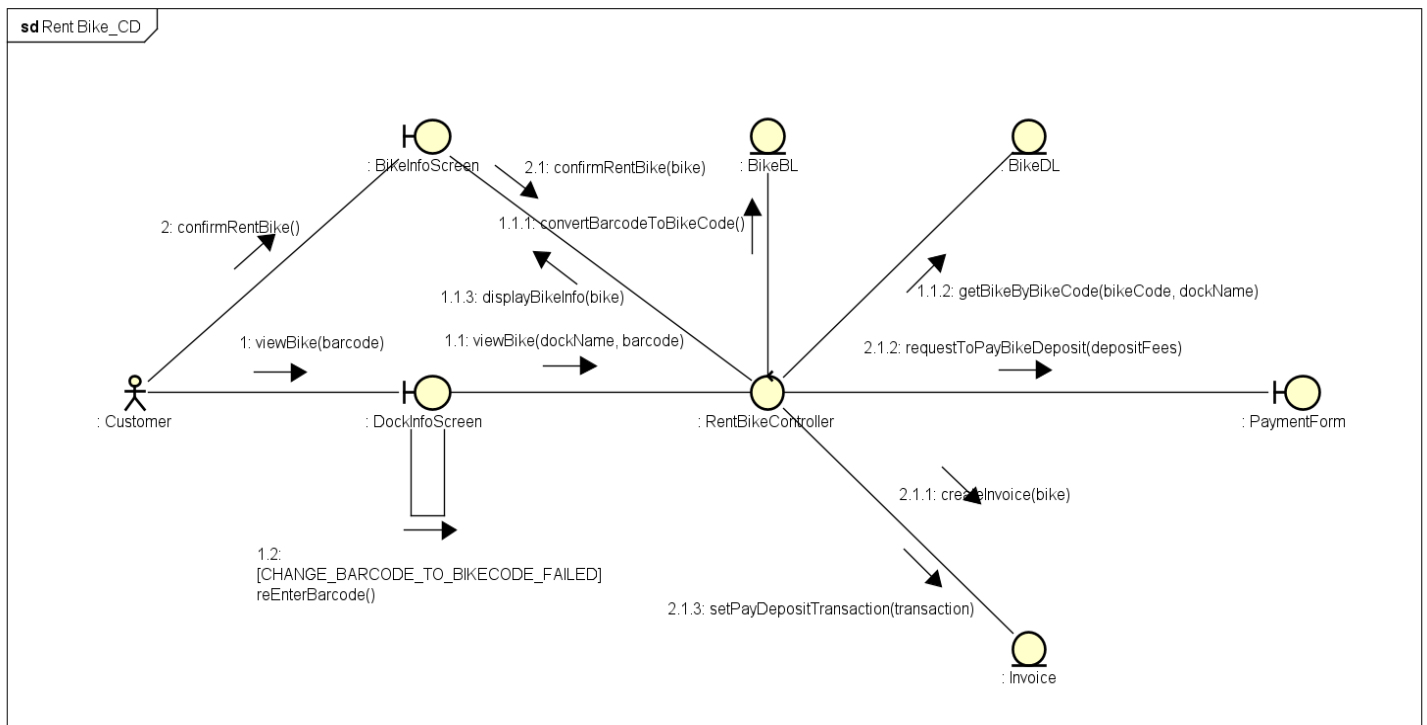 sd Rent Bike_CD
: BikeInfoScreen
: BikeBL
: BikeDL
2.1: confirmRentBike(bike)
2: confirmRentBike()
1.1.1: convertBarcodeToBikeCode()
1.1.3: displayBikeInfo(bike)
1.1.2: getBikeByBikeCode(bikeCode, dockName)
1: viewBike(barcode)
1.1: viewBike(dockName, barcode)
2.1.2: requestToPayBikeDeposit(depositFees)
: Customer
: DockInfoScreen
: RentBikeController
: PaymentForm
2.1.1: createInvoice(bike)
1.2:
[CHANGE_BARCODE_TO_BIKECODE_FAILED]
reEnterBarcode()
2.1.3: setPayDepositTransaction(transaction)
: Invoice